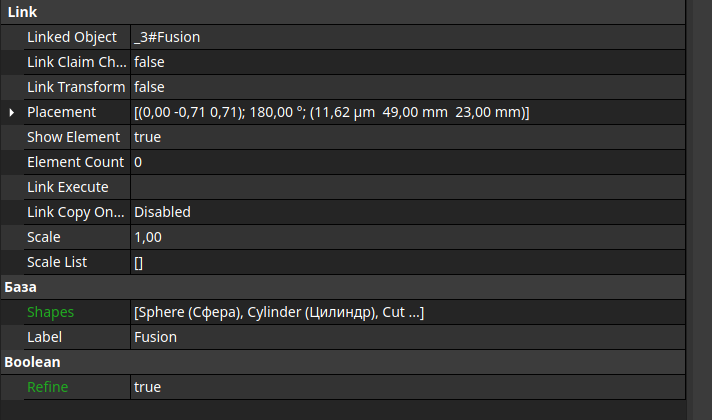 Link
Linked Object _3#Fusion
Link Claim Ch... false
Link Transform false
Placement [(0,00 -0,71 0,71); 180,00 °; (11,62 µm  49,00 mm  23,00 mm)]
Show Element true
Element Count 0
Link Execute
Link Copy On... Disabled
Scale 1,00
Scale List []
База
Shapes [Sphere (Сфера), Cylinder (Цилиндр), Cut ...]
Label Fusion
Boolean
Refine true